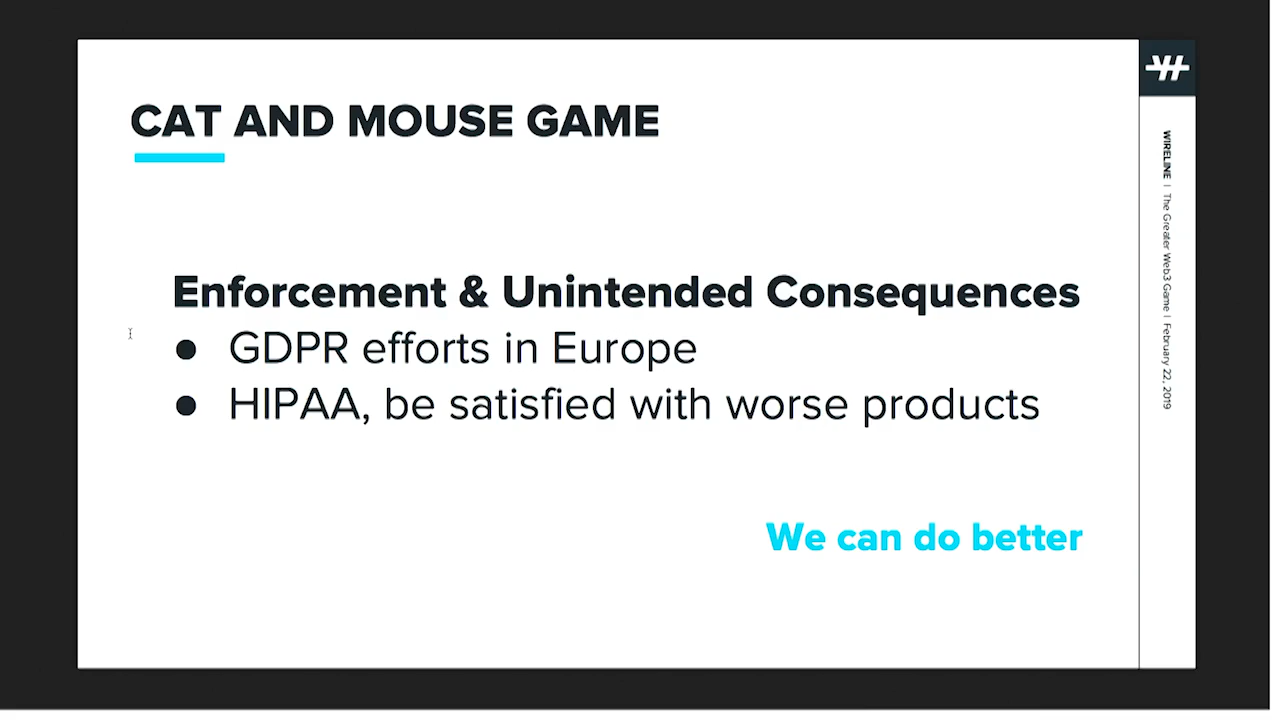 CAT AND MOUSE GAME
Enforcement & Unintended Consequences
● GDPR efforts in Europe
● HIPAA, be satisfied with worse products
We can do better
WIRELINE | The Greater Web3 Game | February 22, 2019